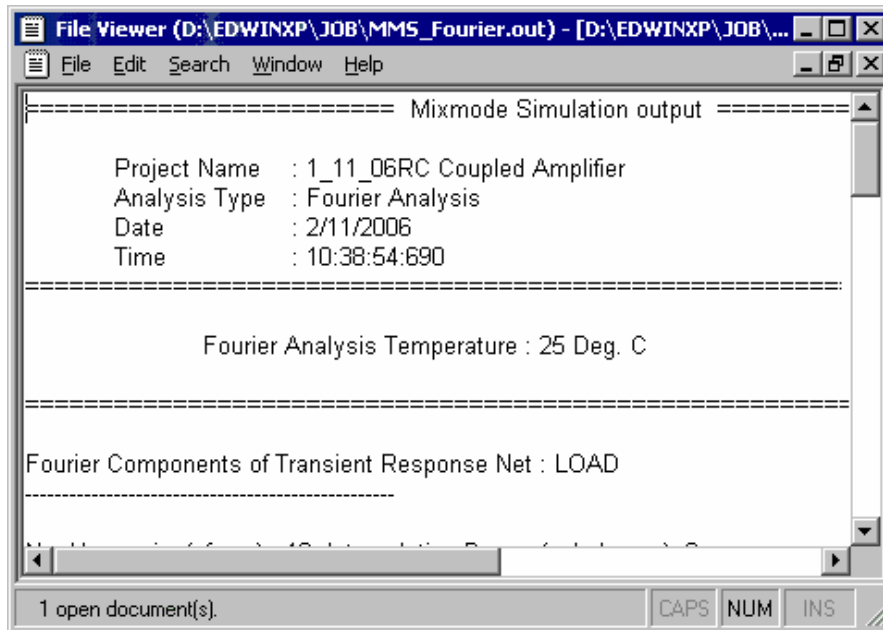 File Viewer (D:\EDWINXP\JOB\MMS_Fourier.out) - [D:\EDWINXP\JOB\...
File Edit Search Window Help
========================= Mixmode Simulation output =========
Project Name : 1_11_06RC Coupled Amplifier
Analysis Type : Fourier Analysis
Date : 2/11/2006
Time : 10:38:54:690
========================================================
Fourier Analysis Temperature : 25 Deg. C
========================================================
Fourier Components of Transient Response Net : LOAD
--------------------------------------------------
1 open document(s).
CAPS NUM INS